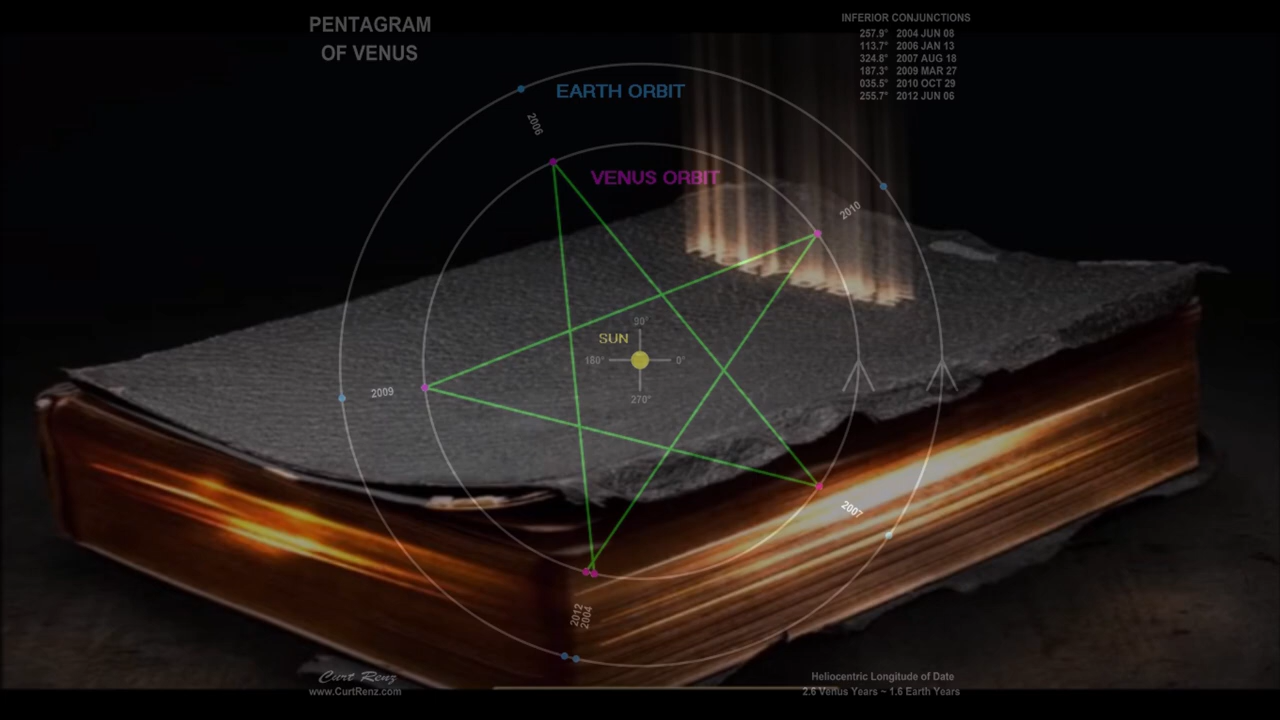 PENTAGRAM
OF VENUS
INFERIOR CONJUNCTIONS
257.9° 2004 JUN 08
113.7° 2006 JAN 13
324.8° 2007 AUG 18
187.3° 2009 MAR 27
035.5° 2010 OCT 29
255.7° 2012 JUN 06
EARTH ORBIT
2006
VENUS ORBIT
2010
90°
SUN
180°
0°
270°
2009
2007
2012
2004
Curt Renz
www.CurtRenz.com
Heliocentric Longitude of Date
2.6 Venus Years ~ 1.6 Earth Years